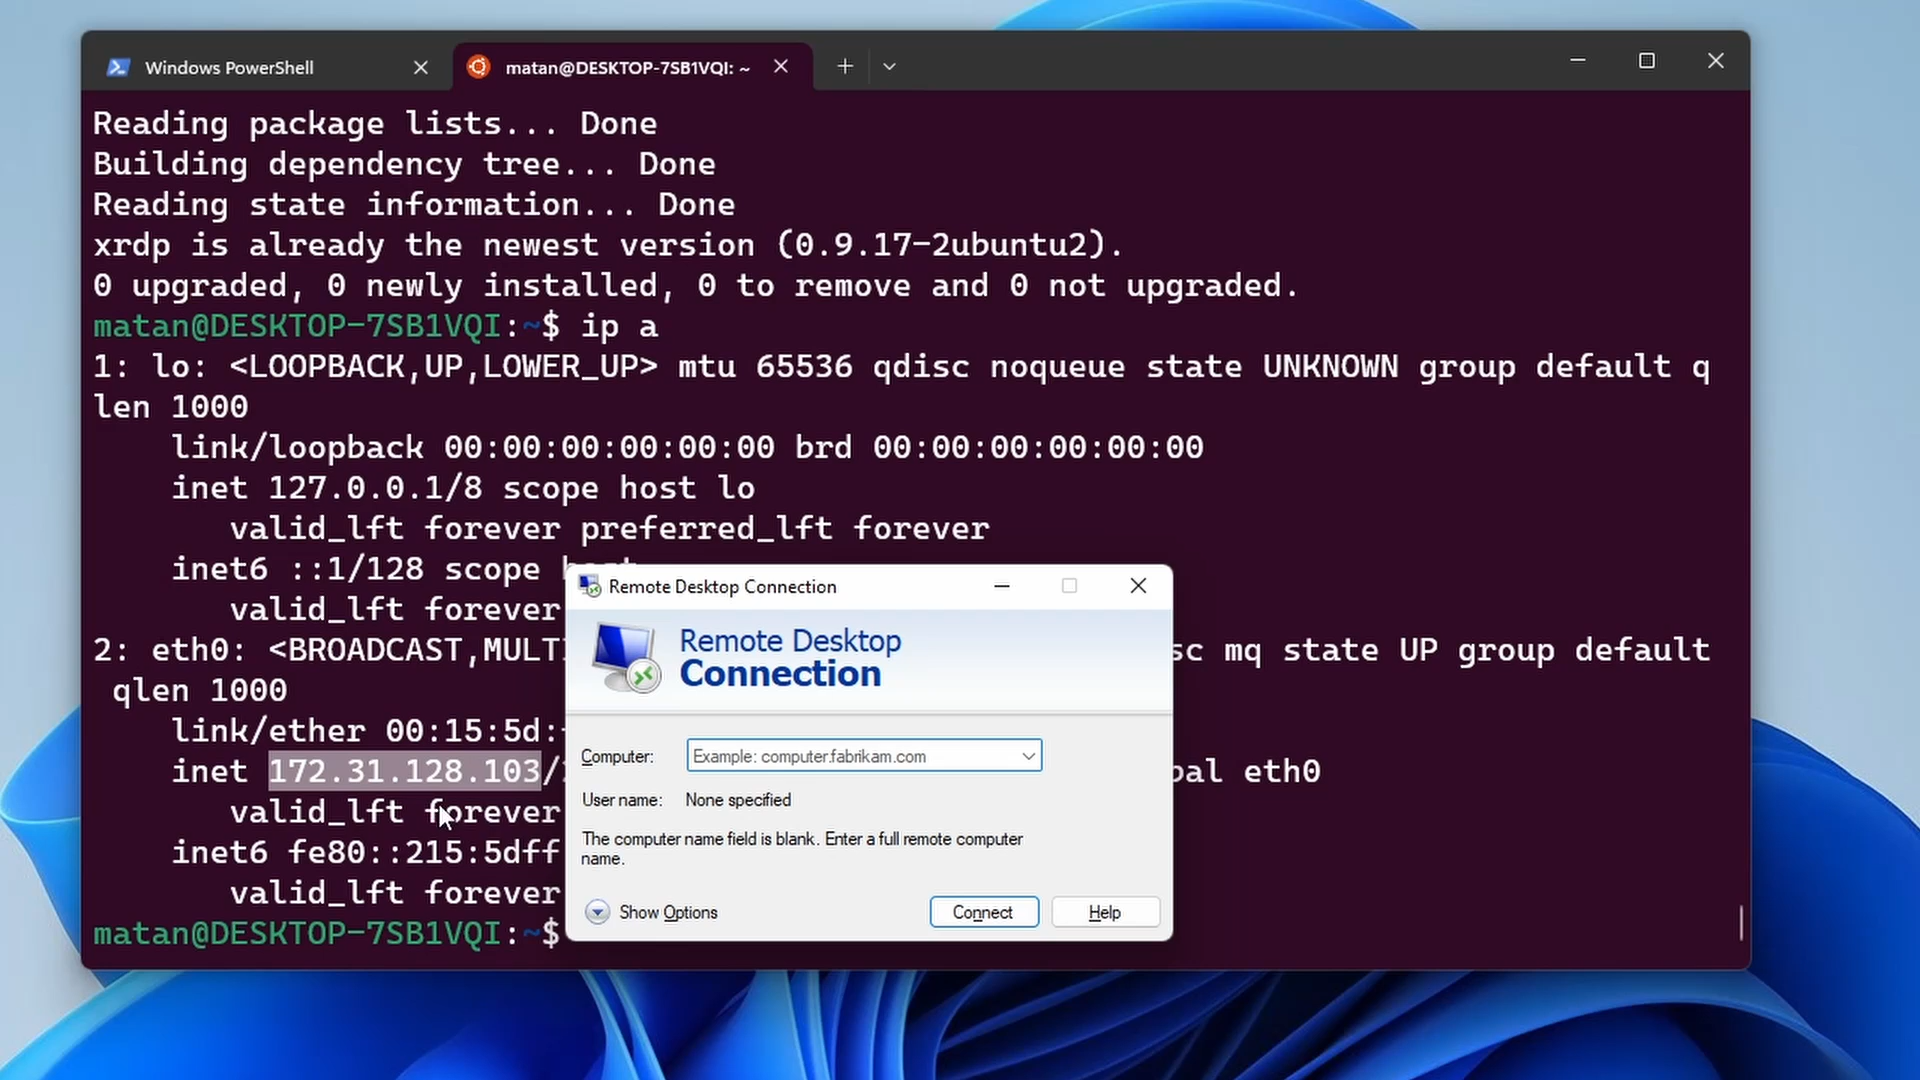 Windows PowerShell
matan@DESKTOP-7SB1VQI: ~
Reading package lists... Done
Building dependency tree... Done
Reading state information... Done
xrdp is already the newest version (0.9.17-2ubuntu2).
0 upgraded, 0 newly installed, 0 to remove and 0 not upgraded.
matan@DESKTOP-7SB1VQI:~$ ip a
1: lo: <LOOPBACK,UP,LOWER_UP> mtu 65536 qdisc noqueue state UNKNOWN group default q
len 1000
link/loopback 00:00:00:00:00:00 brd 00:00:00:00:00:00
inet 127.0.0.1/8 scope host lo
valid_lft forever preferred_lft forever
inet6 ::1/128 scope
valid_lft forever
2: eth0: <BROADCAST,MULTI sc mq state UP group default
qlen 1000
link/ether 00:15:5d:
inet 172.31.128.103/ bal eth0
valid_lft forever
inet6 fe80::215:5dff
valid_lft forever
matan@DESKTOP-7SB1VQI:~$
Remote Desktop Connection
Remote Desktop
Connection
Computer: Example: computer.fabrikam.com
User name: None specified
The computer name field is blank. Enter a full remote computer
name.
Show Options Connect Help